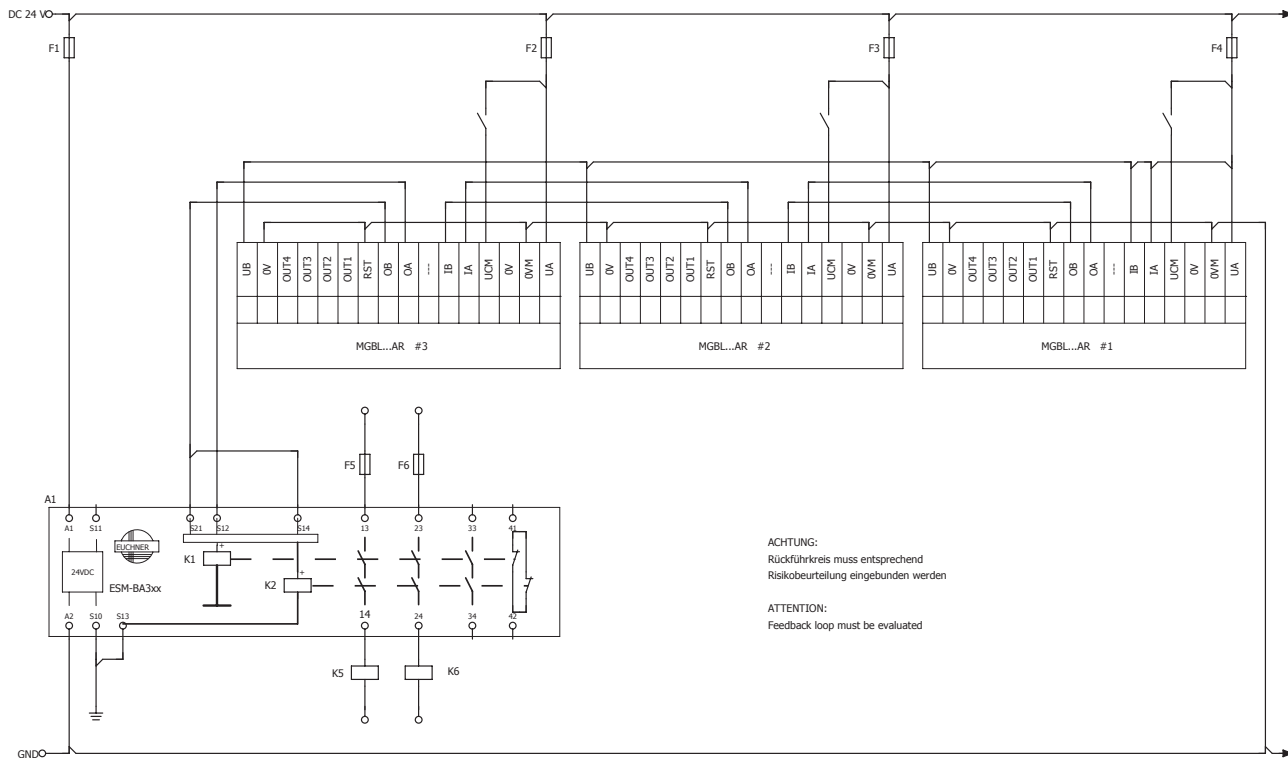 DC 24 V
F1
F2
F3
F4
UB 0V OUT4 OUT3 OUT2 OUT1 RST OB OA --- IB IA UCM 0V 0VM UA
MGBL...AR #3
UB 0V OUT4 OUT3 OUT2 OUT1 RST OB OA --- IB IA UCM 0V 0VM UA
MGBL...AR #2
UB 0V OUT4 OUT3 OUT2 OUT1 RST OB OA --- IB IA UCM 0V 0VM UA
MGBL...AR #1
F5
F6
A1
A1 S11 S21 S12 S14 13 23 33 41
EUCHNER
K1
+
24VDC
ESM-BA3xx
K2
+
A2 S10 S13 14 24 34 42
K5
K6
ACHTUNG:
Rückführkreis muss entsprechend
Risikobeurteilung eingebunden werden
ATTENTION:
Feedback loop must be evaluated
GND